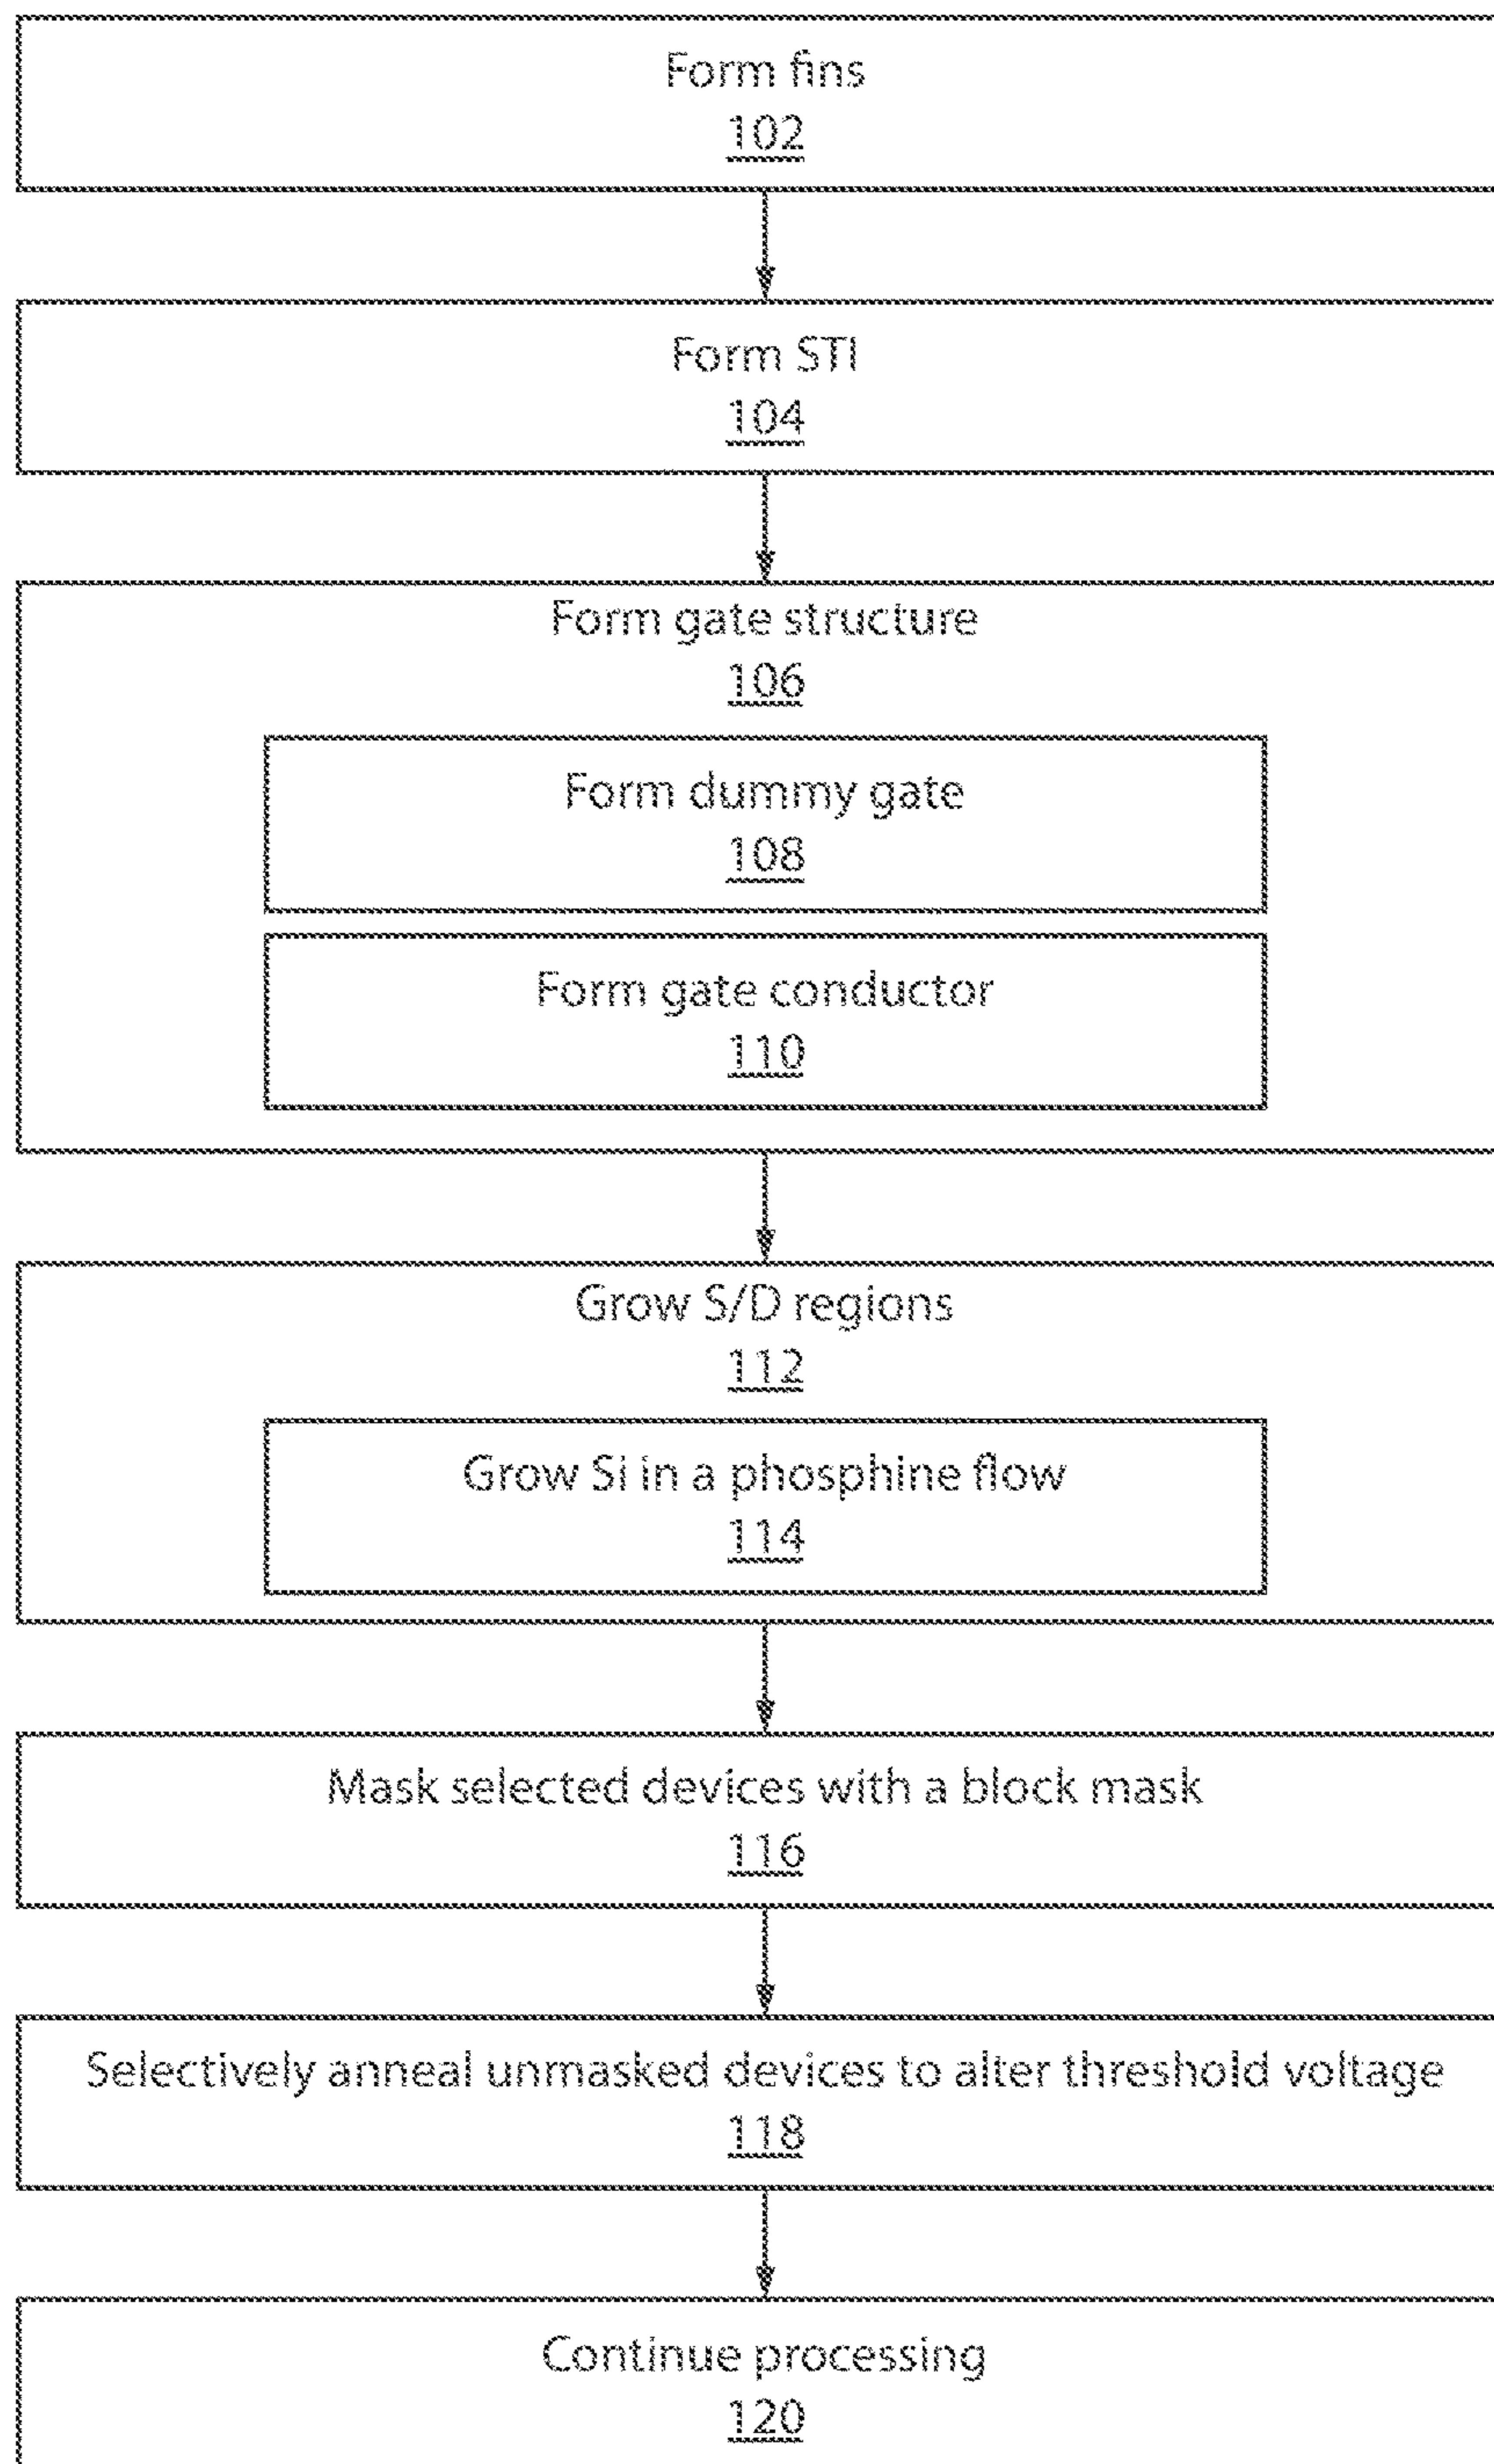 Form fins
102
Form STI
104
Form gate structure
106
Form dummy gate
108
Form gate conductor
110
Grow S/D regions
112
Grow Si in a phosphine flow
114
Mask selected devices with a block mask
116
Selectively anneal unmasked devices to alter threshold voltage
118
Continue processing
120